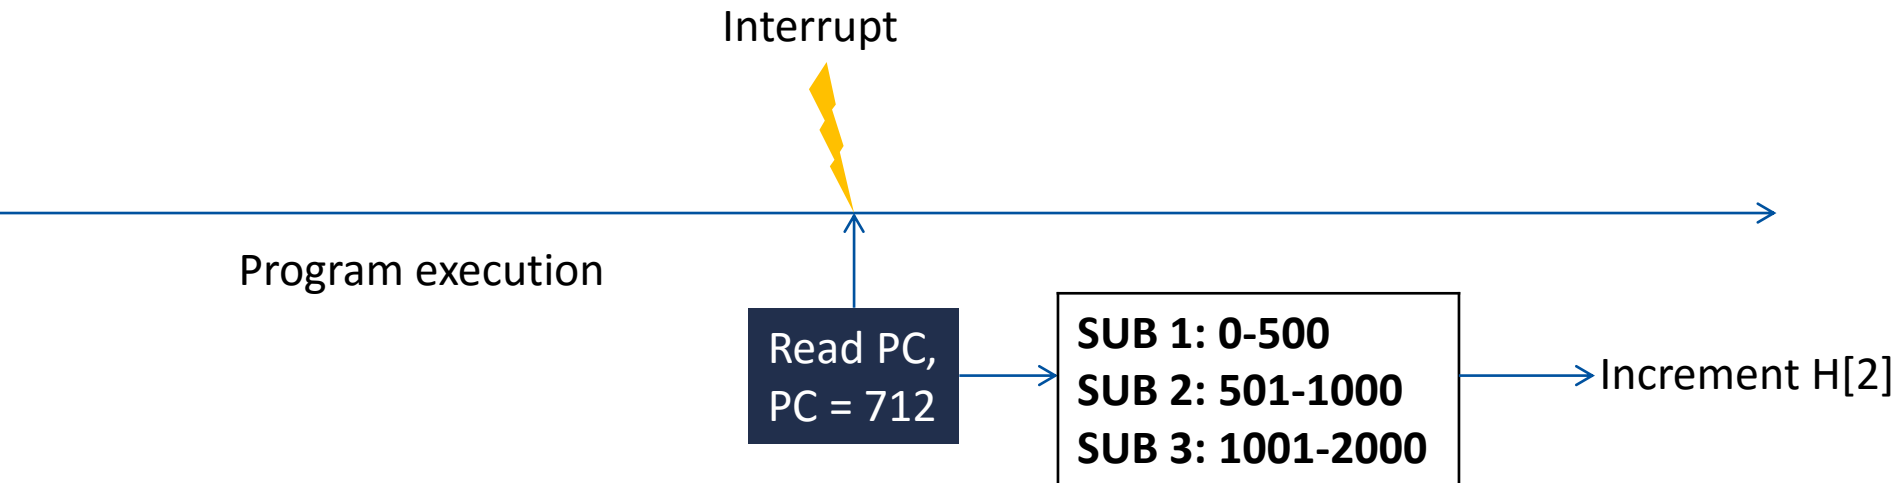 Interrupt
Program execution
Read PC,
PC = 712
SUB 1: 0-500
SUB 2: 501-1000
SUB 3: 1001-2000
Increment H[2]